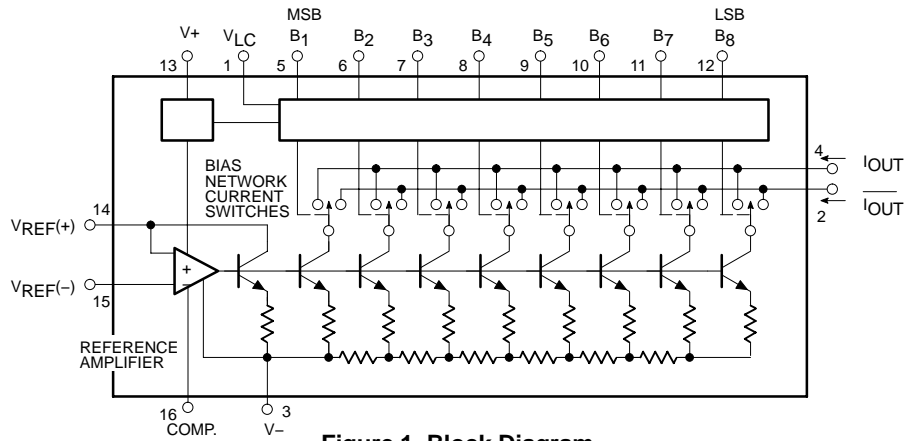 MSB LSB
V+ VLC B1 B2 B3 B4 B5 B6 B7 B8
13 1 5 6 7 8 9 10 11 12
4 IOUT
BIAS
NETWORK
CURRENT
SWITCHES
IOUT
2
14
VREF(+)
+
VREF(−)
−
15
REFERENCE
AMPLIFIER
16 3
COMP. V−
Figure 1. Block Diagram